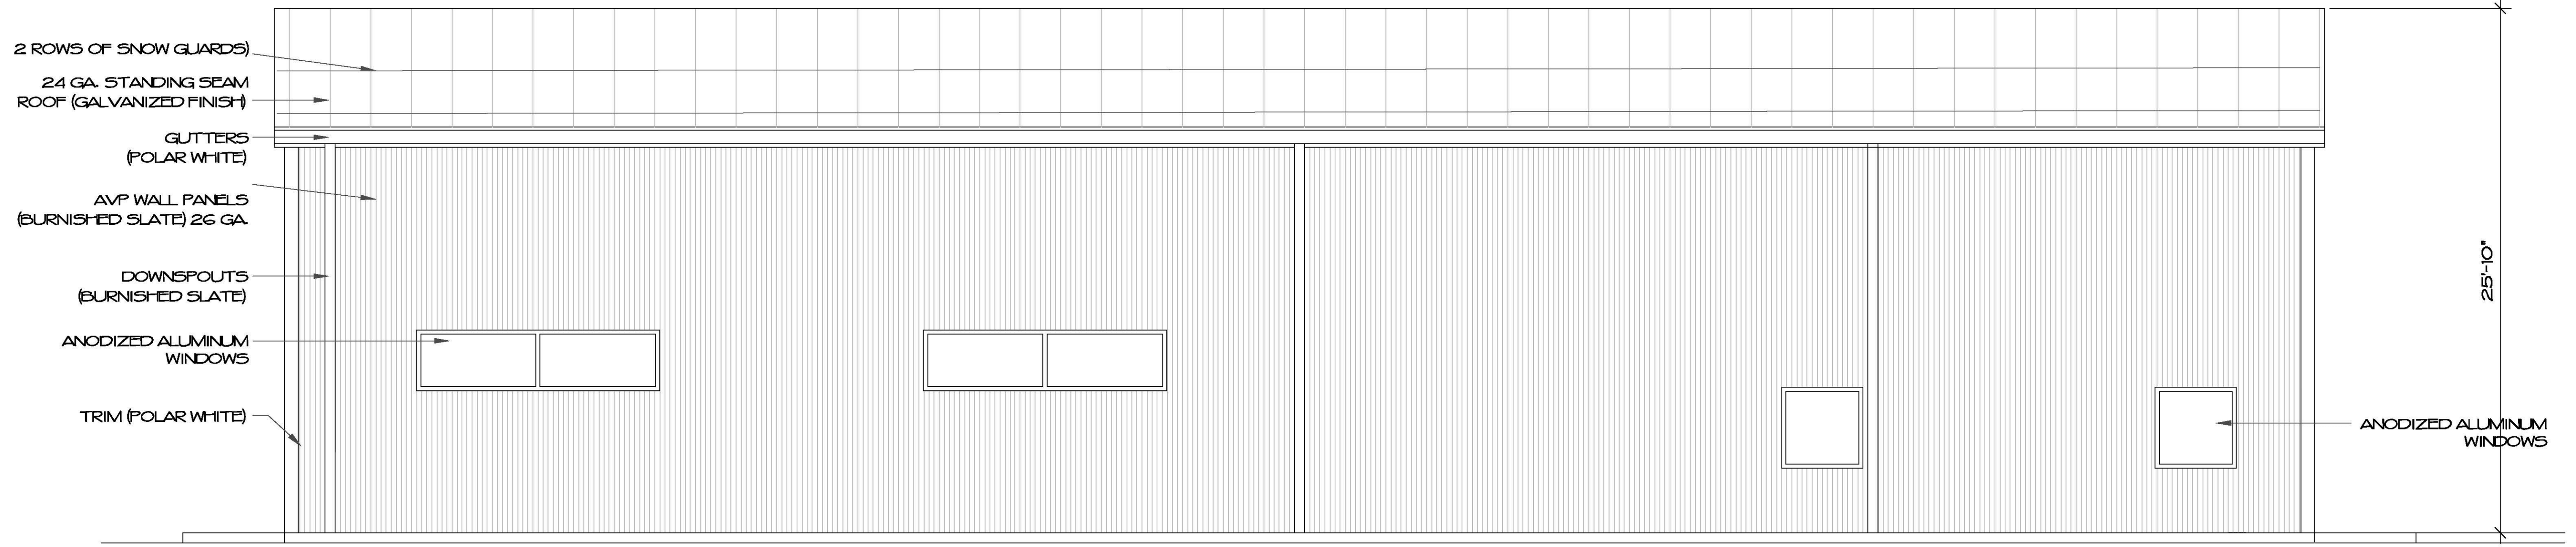 2 ROWS OF SNOW GUARDS)
24 GA. STANDING SEAM
ROOF (GALVANIZED FINISH)
GUTTERS
(POLAR WHITE)
AVP WALL PANELS
(BURNISHED SLATE) 26 GA.
DOWNSPOUTS
(BURNISHED SLATE)
ANODIZED ALUMINUM
WINDOWS
TRIM (POLAR WHITE)
25'-10"
ANODIZED ALUMINUM
WINDOWS